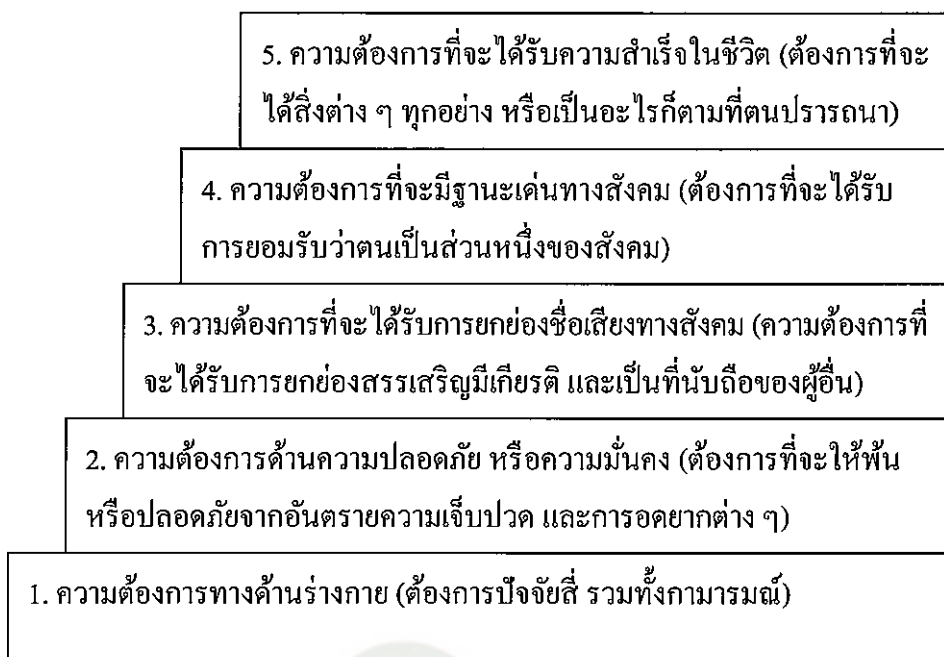 5. ความต้องการที่จะได้รับความสำเร็จในชีวิต (ต้องการที่จะ
ได้สิ่งต่าง ๆ ทุกอย่าง หรือเป็นอะไรก็ตามที่ตนปรารถนา)
4. ความต้องการที่จะมีฐานะเด่นทางสังคม (ต้องการที่จะได้รับ
การยอมรับว่าตนเป็นส่วนหนึ่งของสังคม)
3. ความต้องการที่จะได้รับการยกย่องชื่อเสียงทางสังคม (ความต้องการที่
จะได้รับการยกย่องสรรเสริญมีเกียรติ และเป็นที่นับถือของผู้อื่น)
2. ความต้องการด้านความปลอดภัย หรือความมั่นคง (ต้องการที่จะให้พ้น
หรือปลอดภัยจากอันตรายความเจ็บปวด และการอดยากต่าง ๆ)
1. ความต้องการทางด้านร่างกาย (ต้องการปัจจัยสี่ รวมทั้งกามารมณ์)